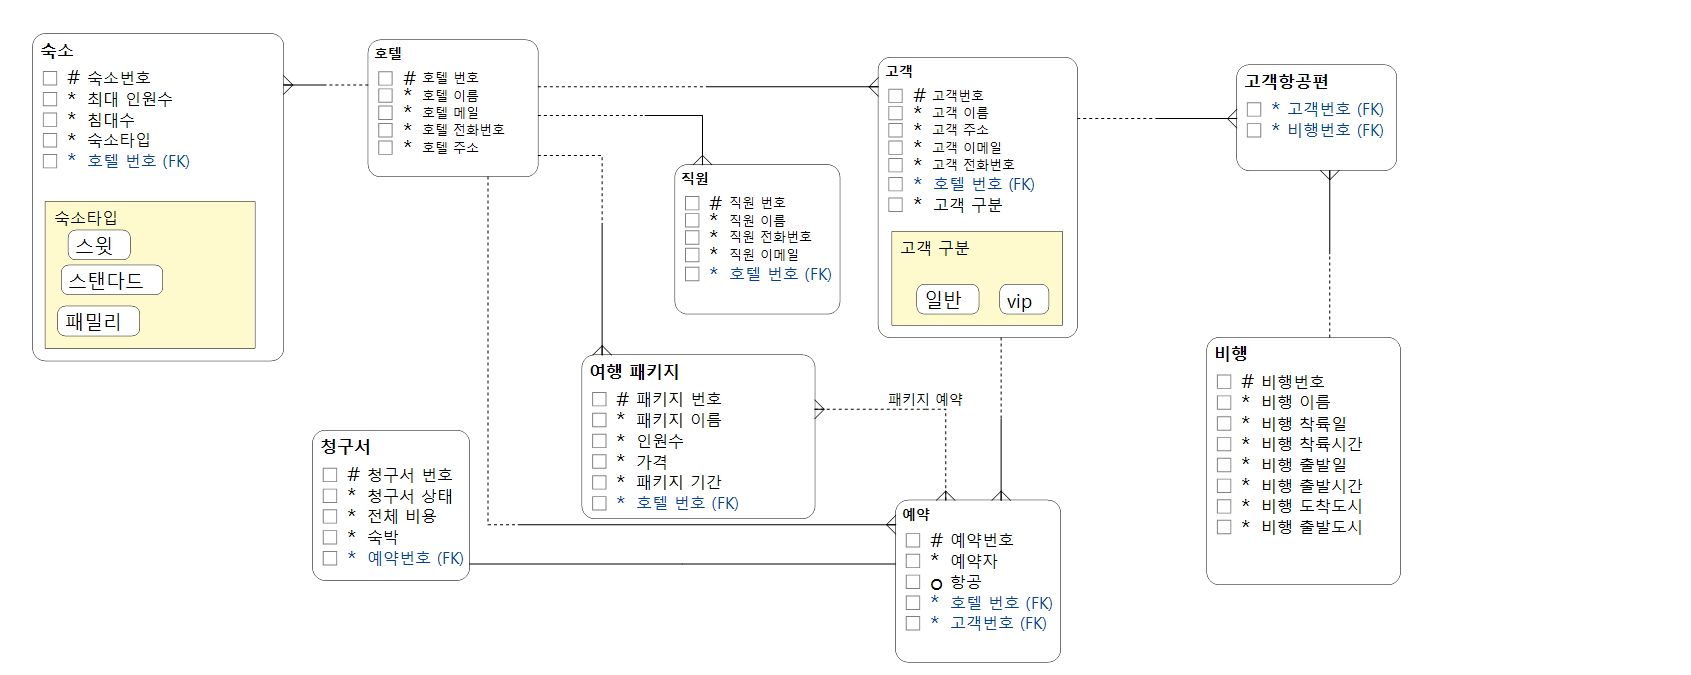 숙소
# 숙소번호
* 최대 인원수
* 침대수
* 숙소타입
* 호텔 번호 (FK)
숙소타입
스윗
스탠다드
패밀리
호텔
# 호텔 번호
* 호텔 이름
* 호텔 메일
* 호텔 전화번호
* 호텔 주소
직원
# 직원 번호
* 직원 이름
* 직원 전화번호
* 직원 이메일
* 호텔 번호 (FK)
고객
# 고객번호
* 고객 이름
* 고객 주소
* 고객 이메일
* 고객 전화번호
* 호텔 번호 (FK)
* 고객 구분
고객 구분
일반
vip
고객항공편
* 고객번호 (FK)
* 비행번호 (FK)
여행 패키지
# 패키지 번호
* 패키지 이름
* 인원수
* 가격
* 패키지 기간
* 호텔 번호 (FK)
패키지 예약
비행
# 비행번호
* 비행 이름
* 비행 착륙일
* 비행 착륙시간
* 비행 출발일
* 비행 출발시간
* 비행 도착도시
* 비행 출발도시
청구서
# 청구서 번호
* 청구서 상태
* 전체 비용
* 숙박
* 예약번호 (FK)
예약
# 예약번호
* 예약자
o 항공
* 호텔 번호 (FK)
* 고객번호 (FK)